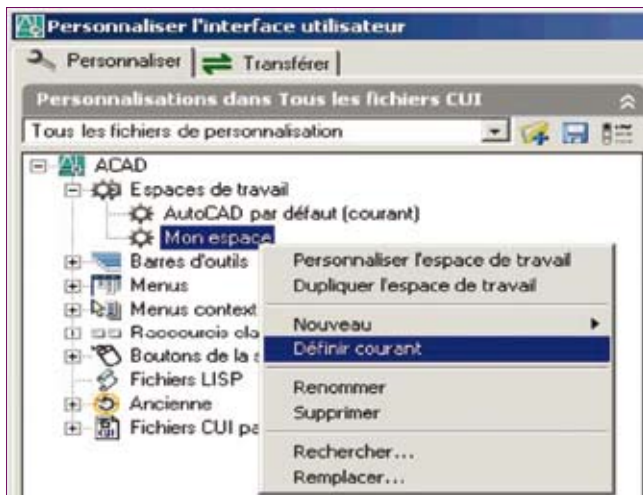 Personnaliser l'interface utilisateur
Personnaliser
Transférer
Personnalisations dans Tous les fichiers CUI
Tous les fichiers de personnalisation
ACAD
Espaces de travail
AutoCAD par défaut (courant)
Mon espace
Barres d'outils
Menus
Menus context
Raccourcis cla
Boutons de la s
Fichiers LISP
Ancienne
Fichiers CUI pa
Personnaliser l'espace de travail
Dupliquer l'espace de travail
Nouveau
Définir courant
Renommer
Supprimer
Rechercher...
Remplacer...